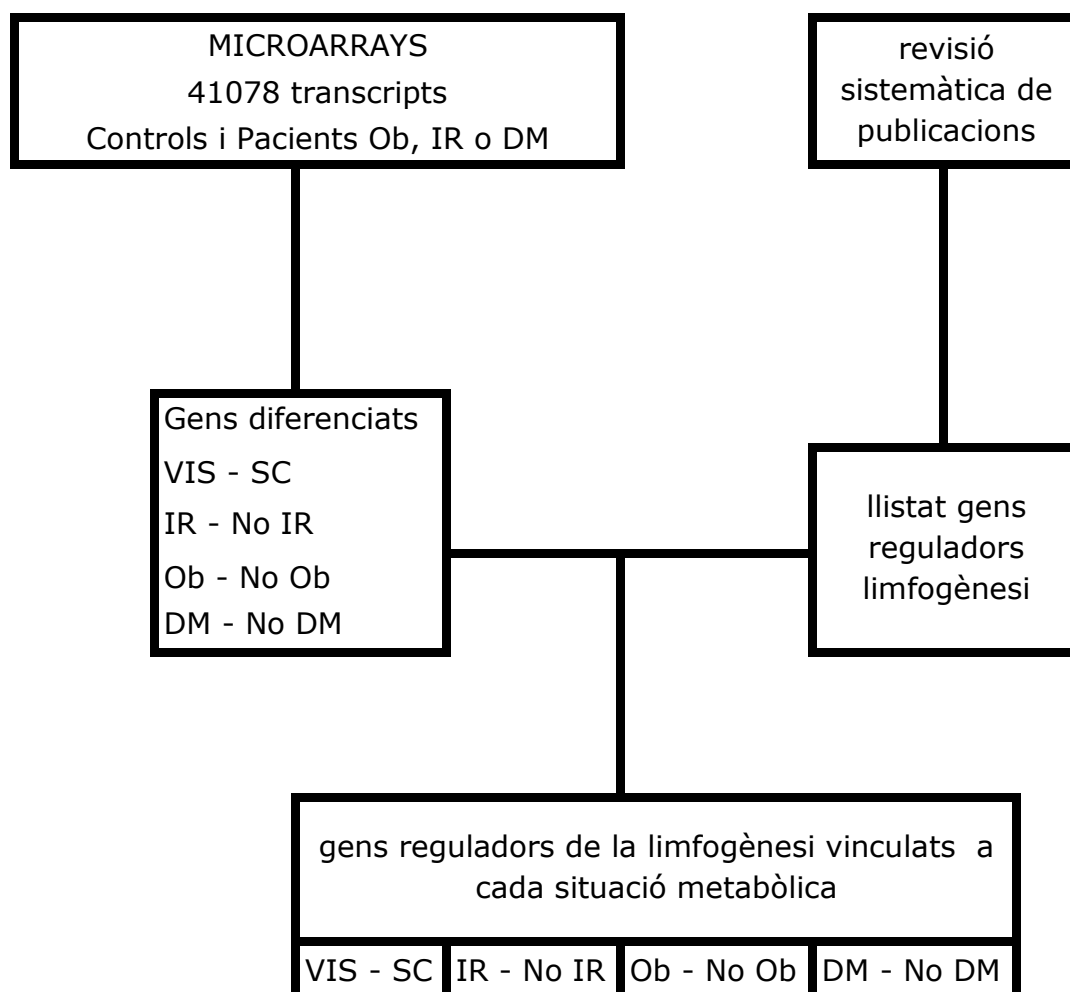 MICROARRAYS
41078 transcripts
Controls i Pacients Ob, IR o DM
revisió
sistemàtica de
publicacions
Gens diferenciats
VIS - SC
IR - No IR
Ob - No Ob
DM - No DM
llistat gens
reguladors
limfogènesi
gens reguladors de la limfogènesi vinculats a
cada situació metabòlica
VIS - SC
IR - No IR
Ob - No Ob
DM - No DM